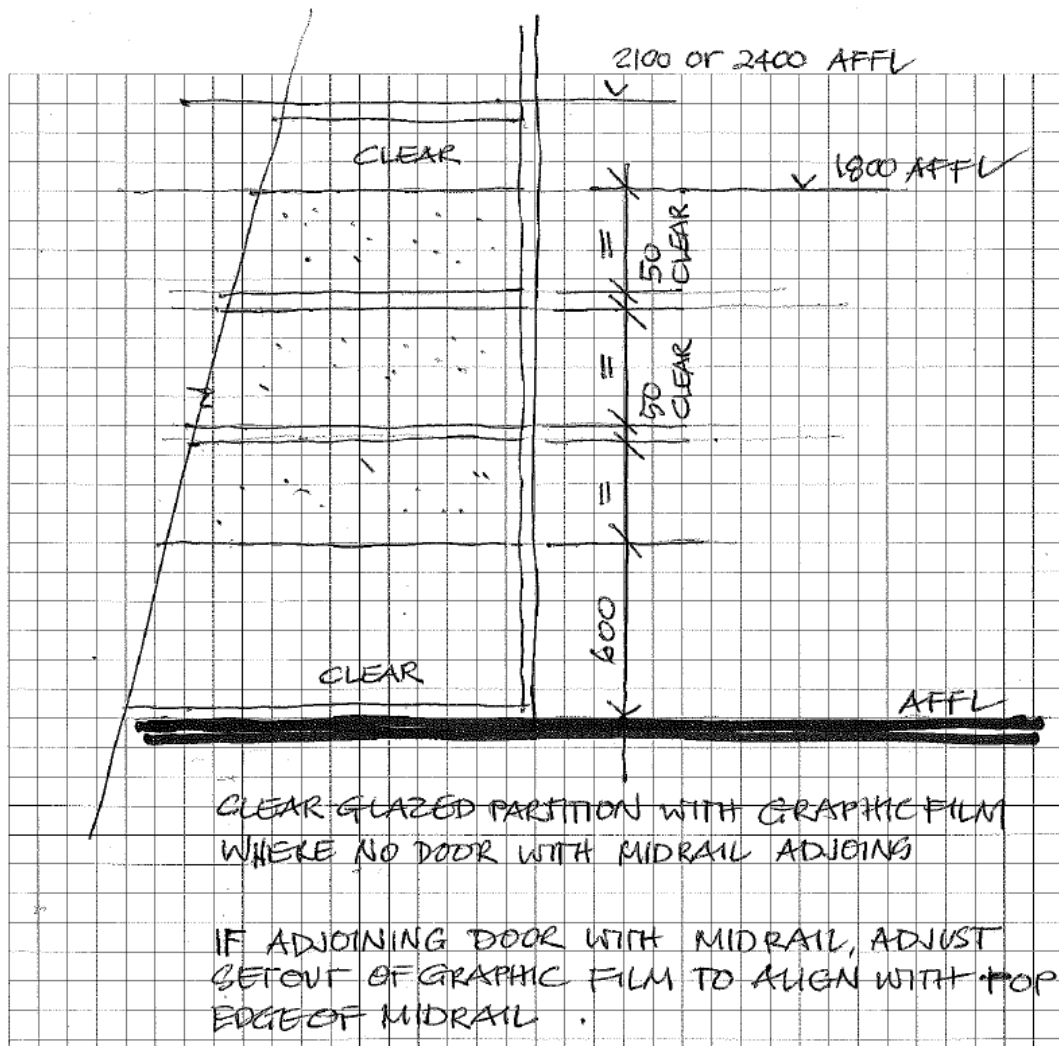 2100 or 2400 AFFL
CLEAR
1800 AFFL
=
50
CLEAR
=
50
CLEAR
=
600
CLEAR
AFFL
CLEAR GLAZED PARTITION WITH GRAPHIC FILM
WHERE NO DOOR WITH MIDRAIL ADJOING
IF ADJOINING DOOR WITH MIDRAIL, ADJUST
SETOUT OF GRAPHIC FILM TO ALIGN WITH TOP
EDGE OF MIDRAIL .